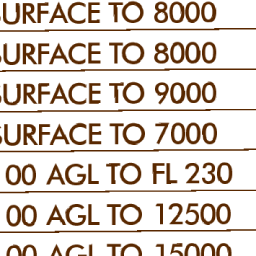 SURFACE TO 8000
SURFACE TO 8000
SURFACE TO 9000
SURFACE TO 7000
00 AGL TO FL 230
00 AGL TO 12500
00 AGL TO 15000